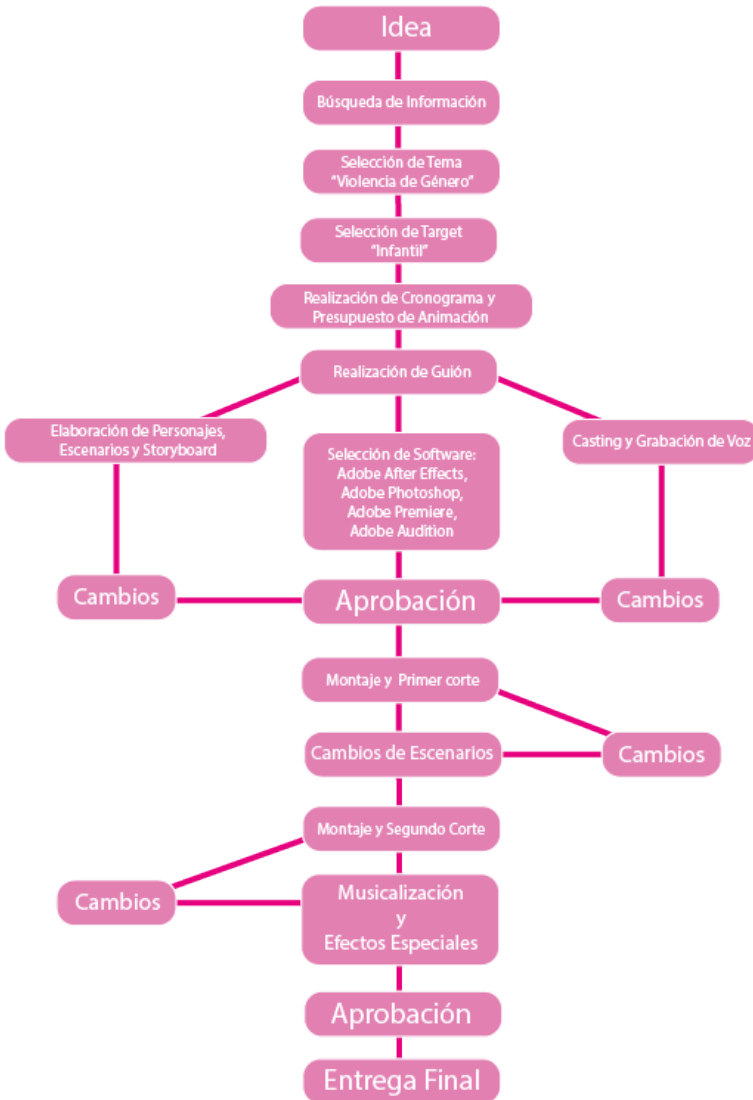 Idea
Búsqueda de Información
Selección de Tema
“Violencia de Género”
Selección de Target
“Infantil”
Realización de Cronograma y
Presupuesto de Animación
Realización de Guión
Elaboración de Personajes,
Escenarios y Storyboard
Selección de Software:
Adobe After Effects,
Adobe Photoshop,
Adobe Premiere,
Adobe Audition
Casting y Grabación de Voz
Cambios
Aprobación
Cambios
Montaje y Primer corte
Cambios de Escenarios
Cambios
Montaje y Segundo Corte
Cambios
Musicalización
y
Efectos Especiales
Aprobación
Entrega Final